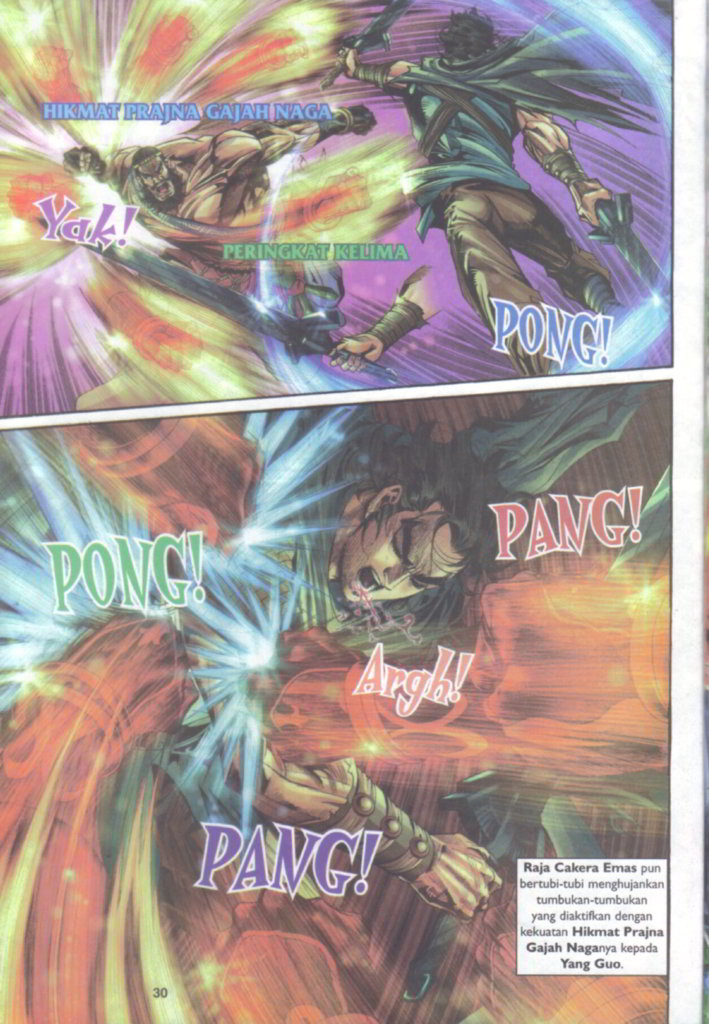 HIKMAT PRAJNA GAJAH NAGA
Yak!
PERINGKAT KELIMA
PONG!
PANG!
PONG!
Argh!
PANG!
Raja Cakera Emas pun
bertubi-tubi menghujankan
tumbukan-tumbukan
yang diaktifkan dengan
kekuatan Hikmat Prajna
Gajah Naganya kepada
Yang Guo.
30